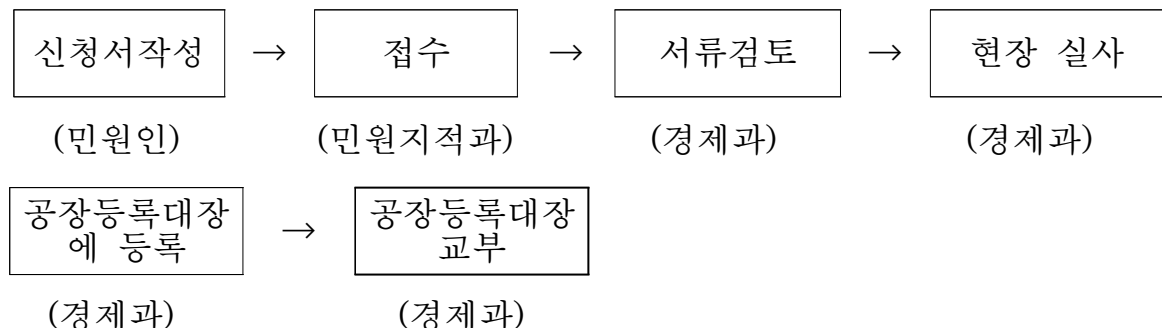 신청서작성 → 접수 → 서류검토 → 현장 실사
(민원인) (민원지적과) (경제과) (경제과)
공장등록대장 → 공장등록대장
에 등록 교부
(경제과) (경제과)